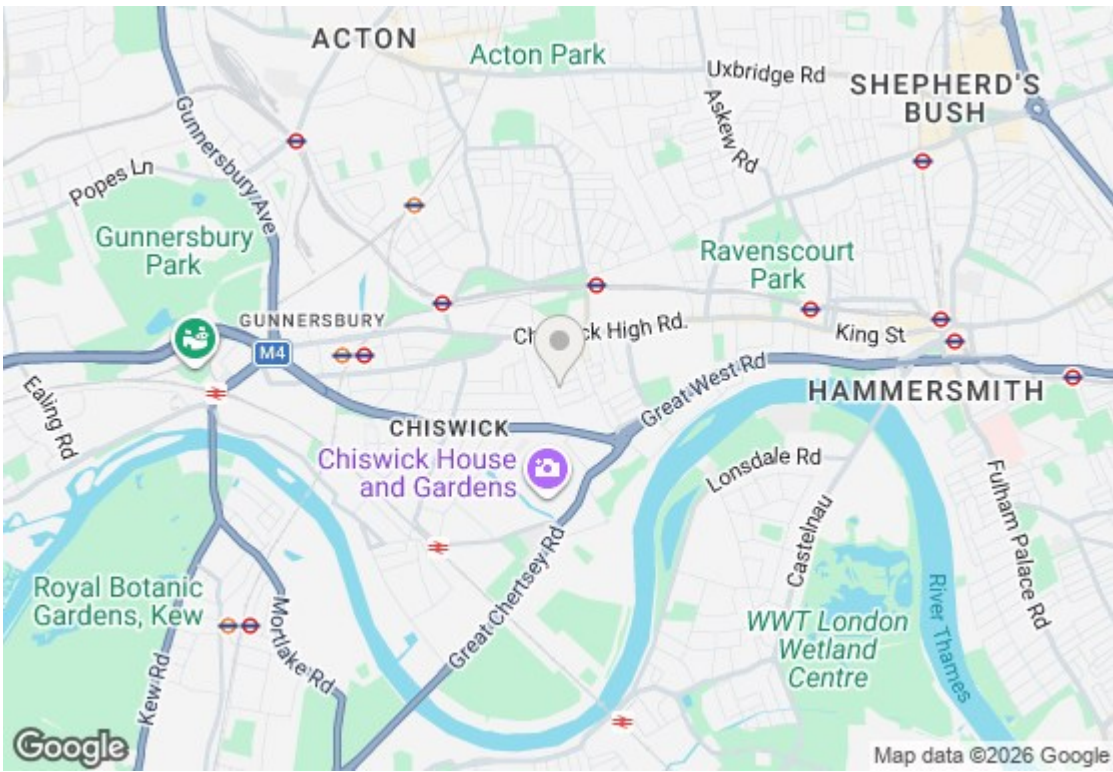 ACTON
Acton Park
Uxbridge Rd
SHEPHERD'S
BUSH
Askew Rd
Gunnersbury Ave
Popes Ln
Gunnersbury
Park
Ravenscourt
Park
GUNNERSBURY
Chiswick High Rd.
King St
M4
Great West Rd
HAMMERSMITH
Ealing Rd
CHISWICK
Chiswick House
and Gardens
Lonsdale Rd
Fulham Palace Rd
Castelnau
Great Chertsey Rd
Royal Botanic
Gardens, Kew
Mortlake Rd
Kew Rd
River Thames
WWT London
Wetland
Centre
Google
Map data ©2026 Google